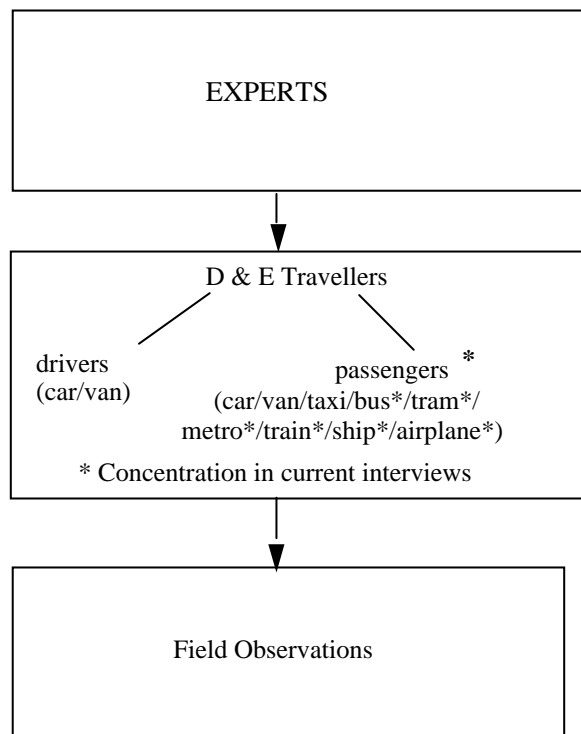 EXPERTS
D & E Travellers
drivers
(car/van)
passengers *
(car/van/taxi/bus*/tram*/
metro*/train*/ship*/airplane*)
* Concentration in current interviews
Field Observations